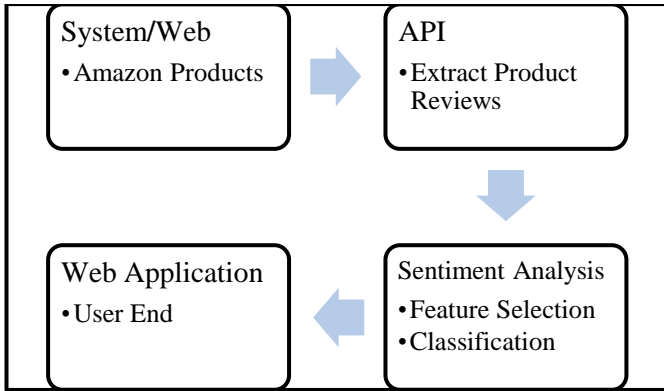 System/Web
•Amazon Products
API
•Extract Product
Reviews
Web Application
•User End
Sentiment Analysis
•Feature Selection
•Classification